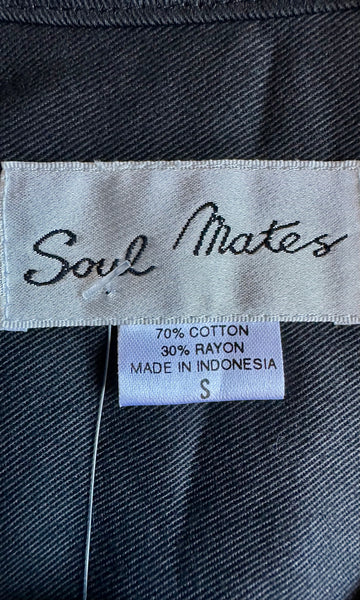 Soul Mates
70% COTTON
30% RAYON
MADE IN INDONESIA
S